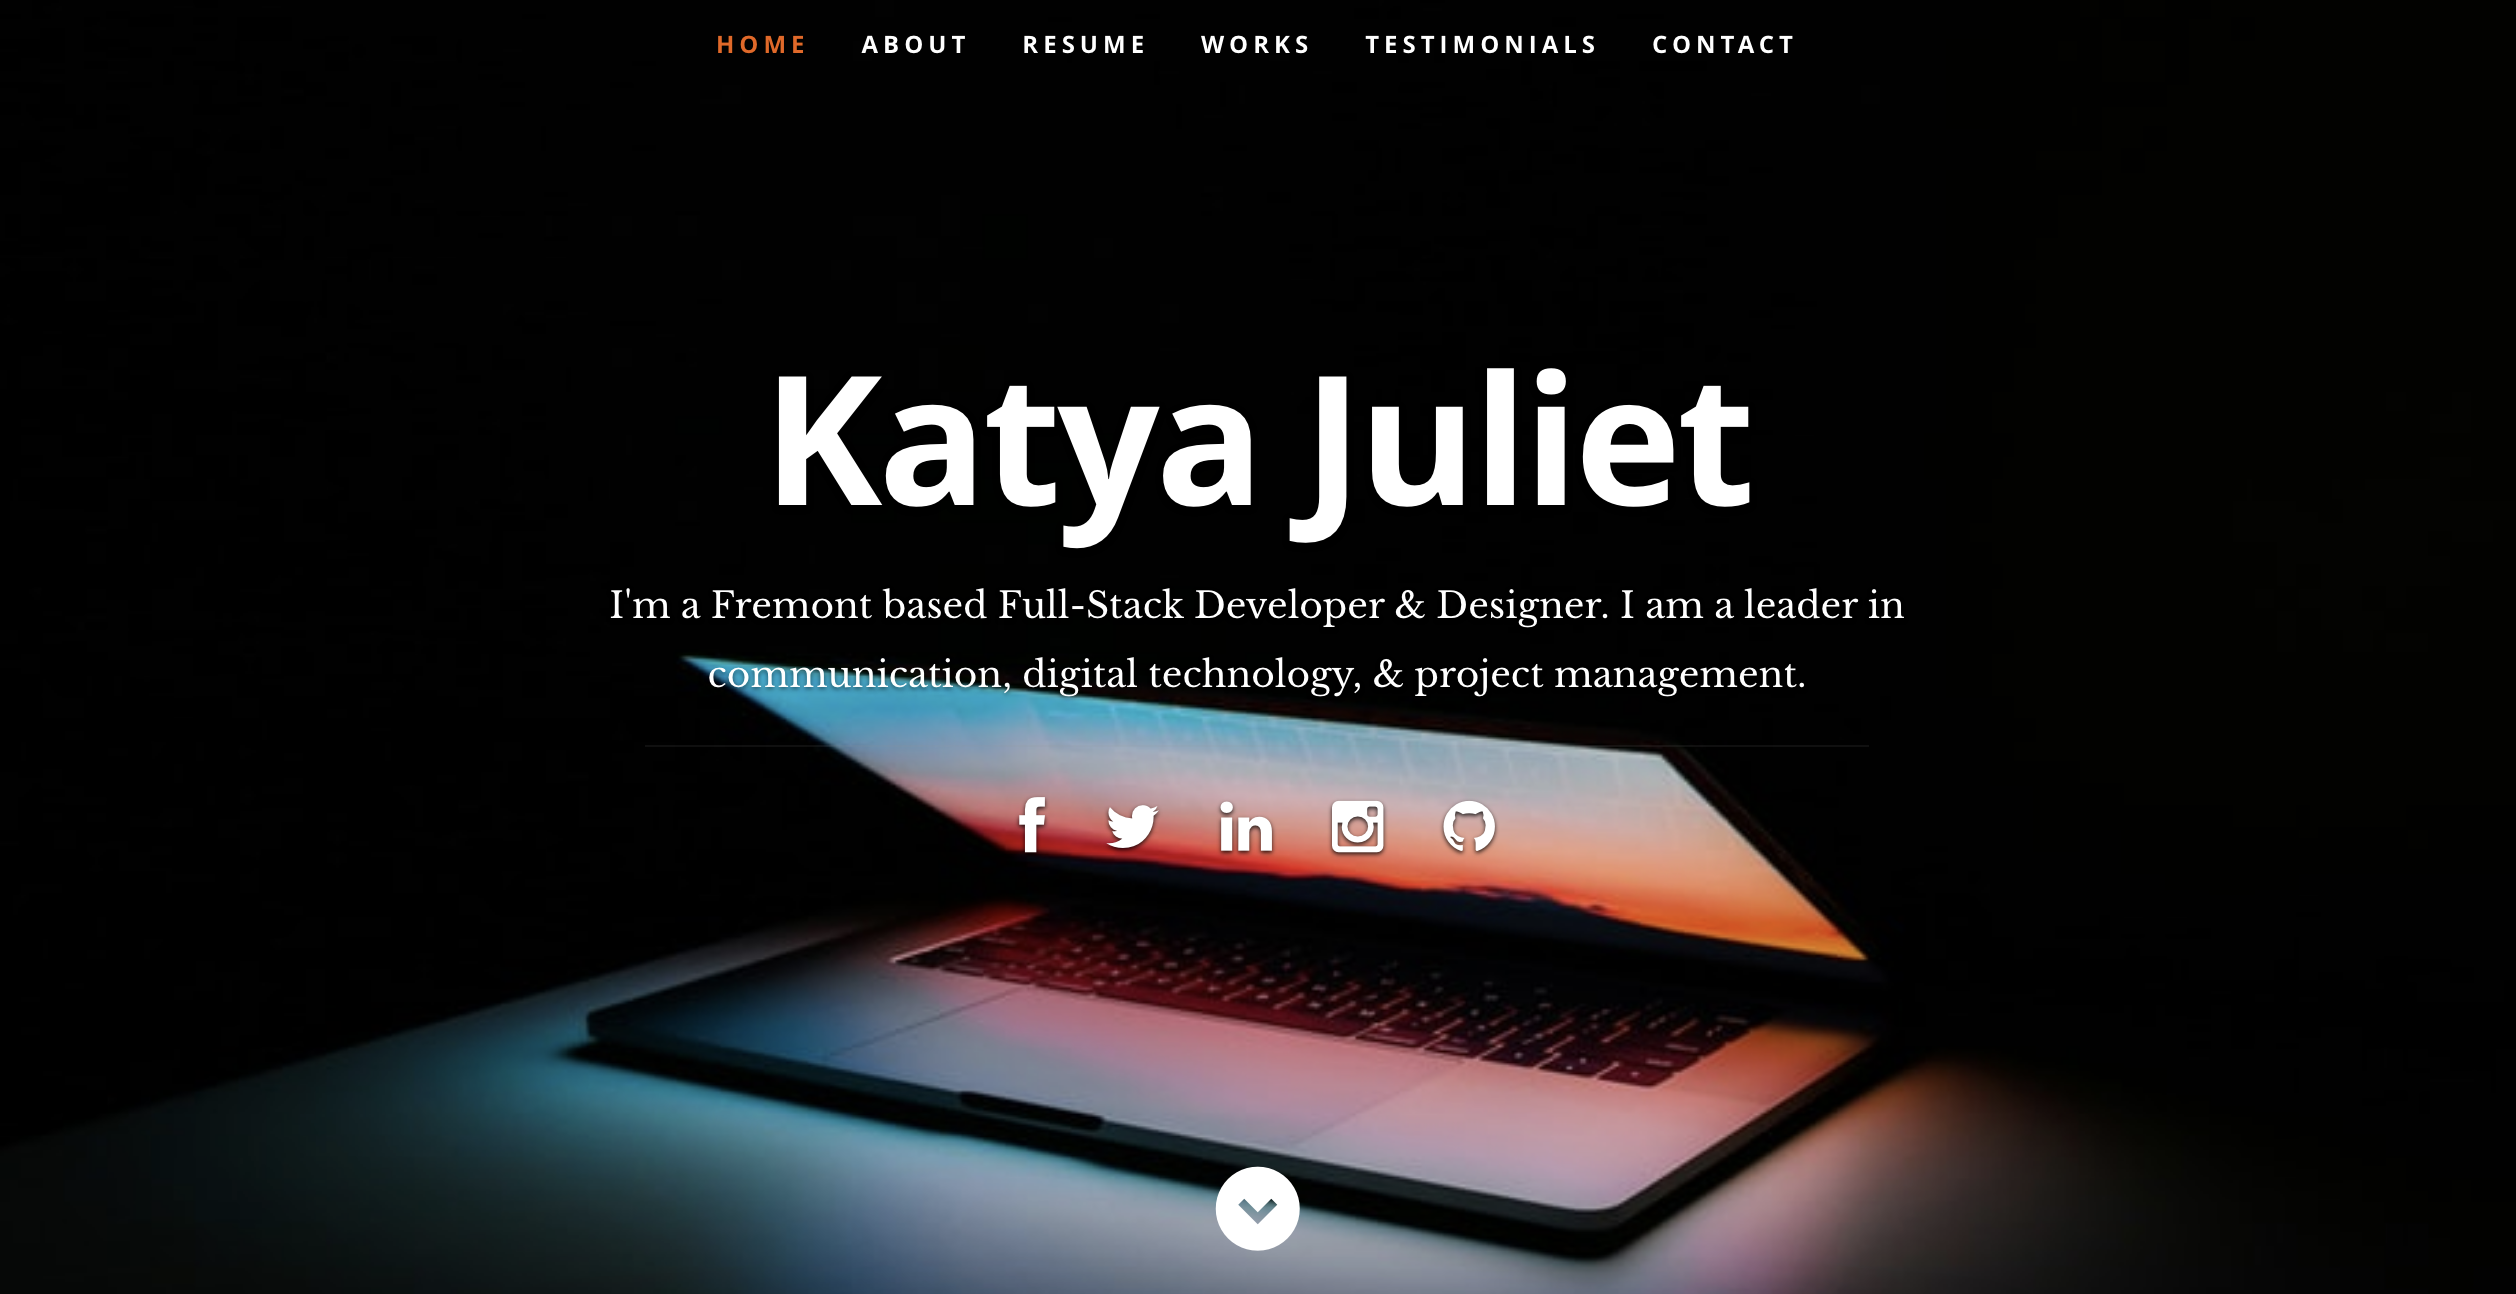 HOME ABOUT RESUME WORKS TESTIMONIALS CONTACT
Katya Juliet
I'm a Fremont based Full-Stack Developer & Designer. I am a leader in
communication, digital technology, & project management.